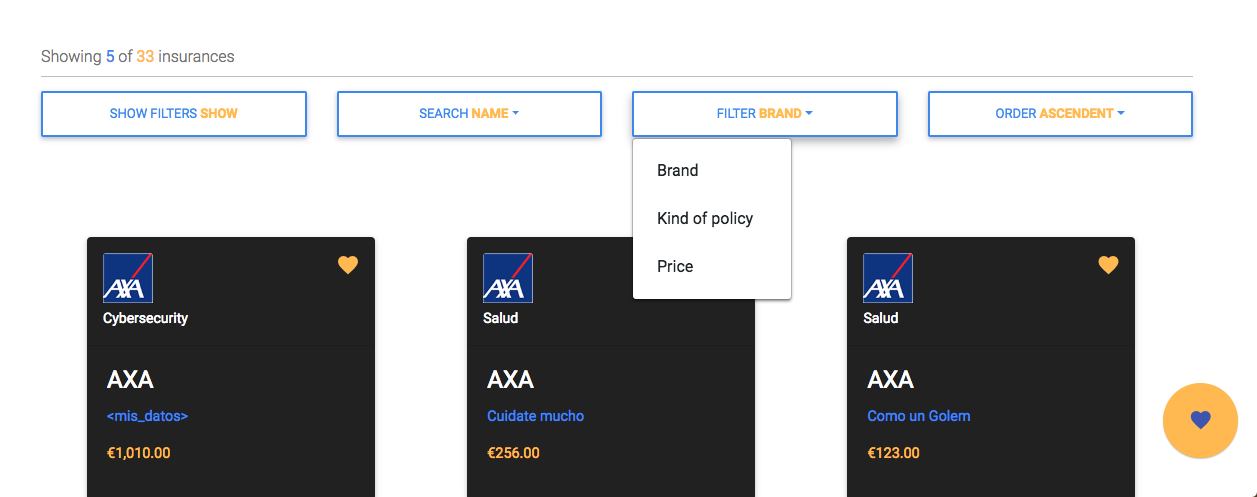 Showing 5 of 33 insurances
SHOW FILTERS SHOW
SEARCH NAME
FILTER BRAND
ORDER ASCENDENT
Brand
Kind of policy
Price
AXA
Cybersecurity
AXA
<mis_datos>
€1,010.00
AXA
Salud
AXA
Cuidate mucho
€256.00
AXA
Salud
AXA
Como un Golem
€123.00